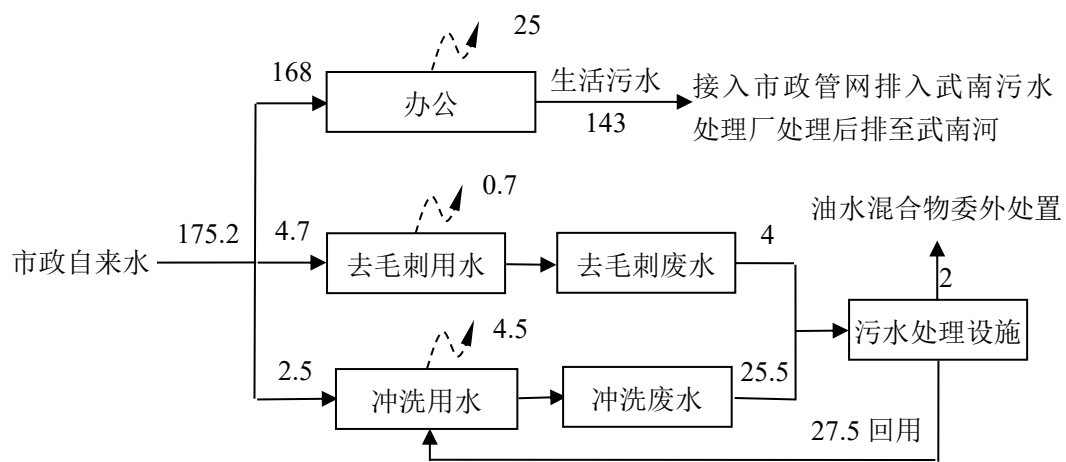 25
168
办公
生活污水
143
接入市政管网排入武南污水
处理厂处理后排至武南河
0.7
油水混合物委外处置
175.2
4.7
4
市政自来水
去毛刺用水
去毛刺废水
2
4.5
污水处理设施
2.5
25.5
冲洗用水
冲洗废水
27.5 回用